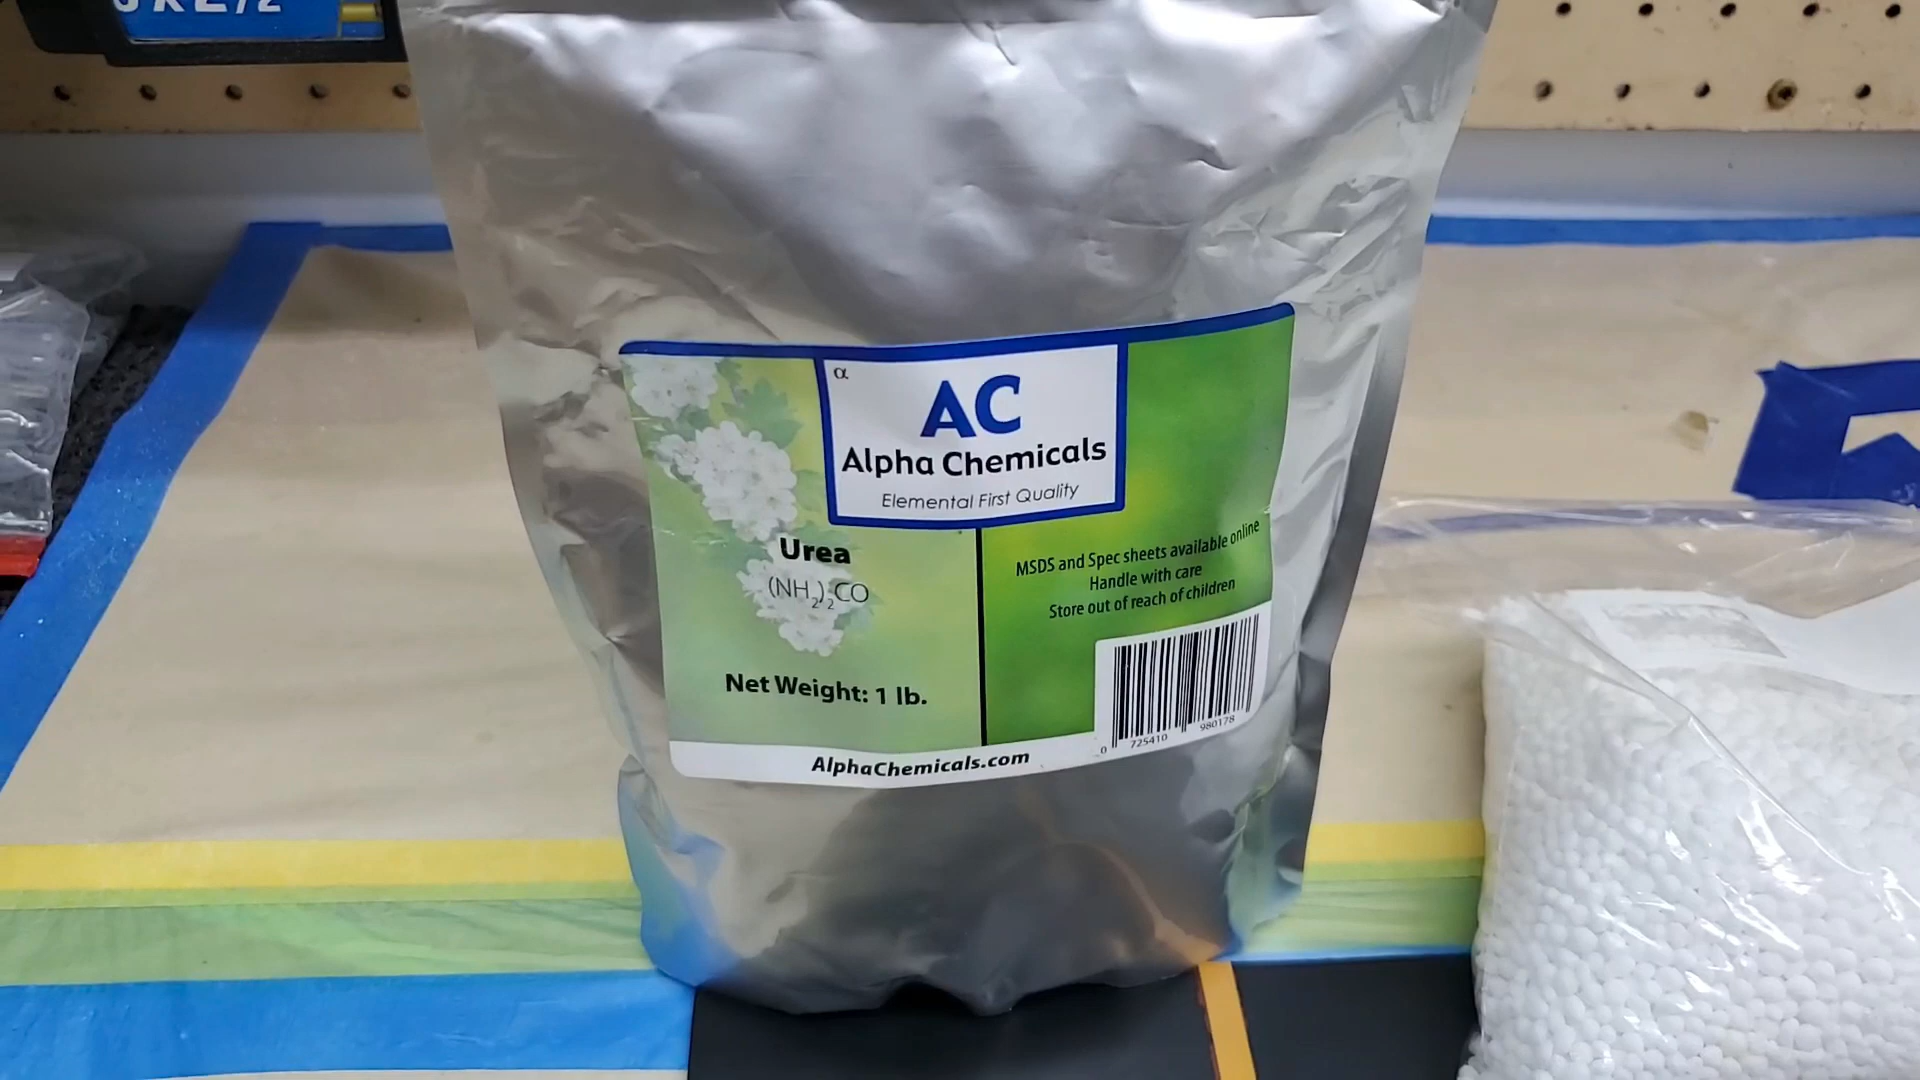 α
AC
Alpha Chemicals
Elemental First Quality
Urea
(NH2)2CO
Net Weight: 1 lb.
MSDS and Spec sheets available online
Handle with care
Store out of reach of children
0 725410 980178
AlphaChemicals.com